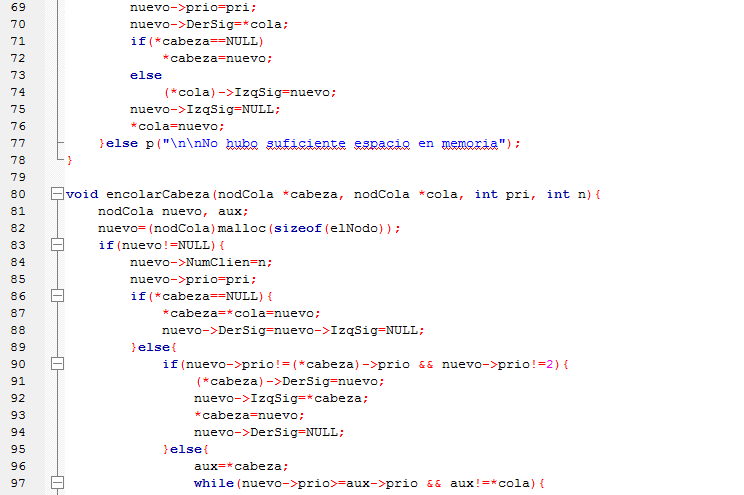 69 nuevo->prio=pri;
70 nuevo->DerSig=*cola;
71 if(*cabeza==NULL)
72 *cabeza=nuevo;
73 else
74 (*cola)->IzqSig=nuevo;
75 nuevo->IzqSig=NULL;
76 *cola=nuevo;
77 }else p("\n\nNo hubo suficiente espacio en memoria");
78 }
79
80 void encolarCabeza(nodCola *cabeza, nodCola *cola, int pri, int n){
81 nodCola nuevo, aux;
82 nuevo=(nodCola)malloc(sizeof(elNodo));
83 if(nuevo!=NULL){
84 nuevo->NumClien=n;
85 nuevo->prio=pri;
86 if(*cabeza==NULL){
87 *cabeza=*cola=nuevo;
88 nuevo->DerSig=nuevo->IzqSig=NULL;
89 }else{
90 if(nuevo->prio!=(*cabeza)->prio && nuevo->prio!=2){
91 (*cabeza)->DerSig=nuevo;
92 nuevo->IzqSig=*cabeza;
93 *cabeza=nuevo;
94 nuevo->DerSig=NULL;
95 }else{
96 aux=*cabeza;
97 while(nuevo->prio>=aux->prio && aux!=*cola){